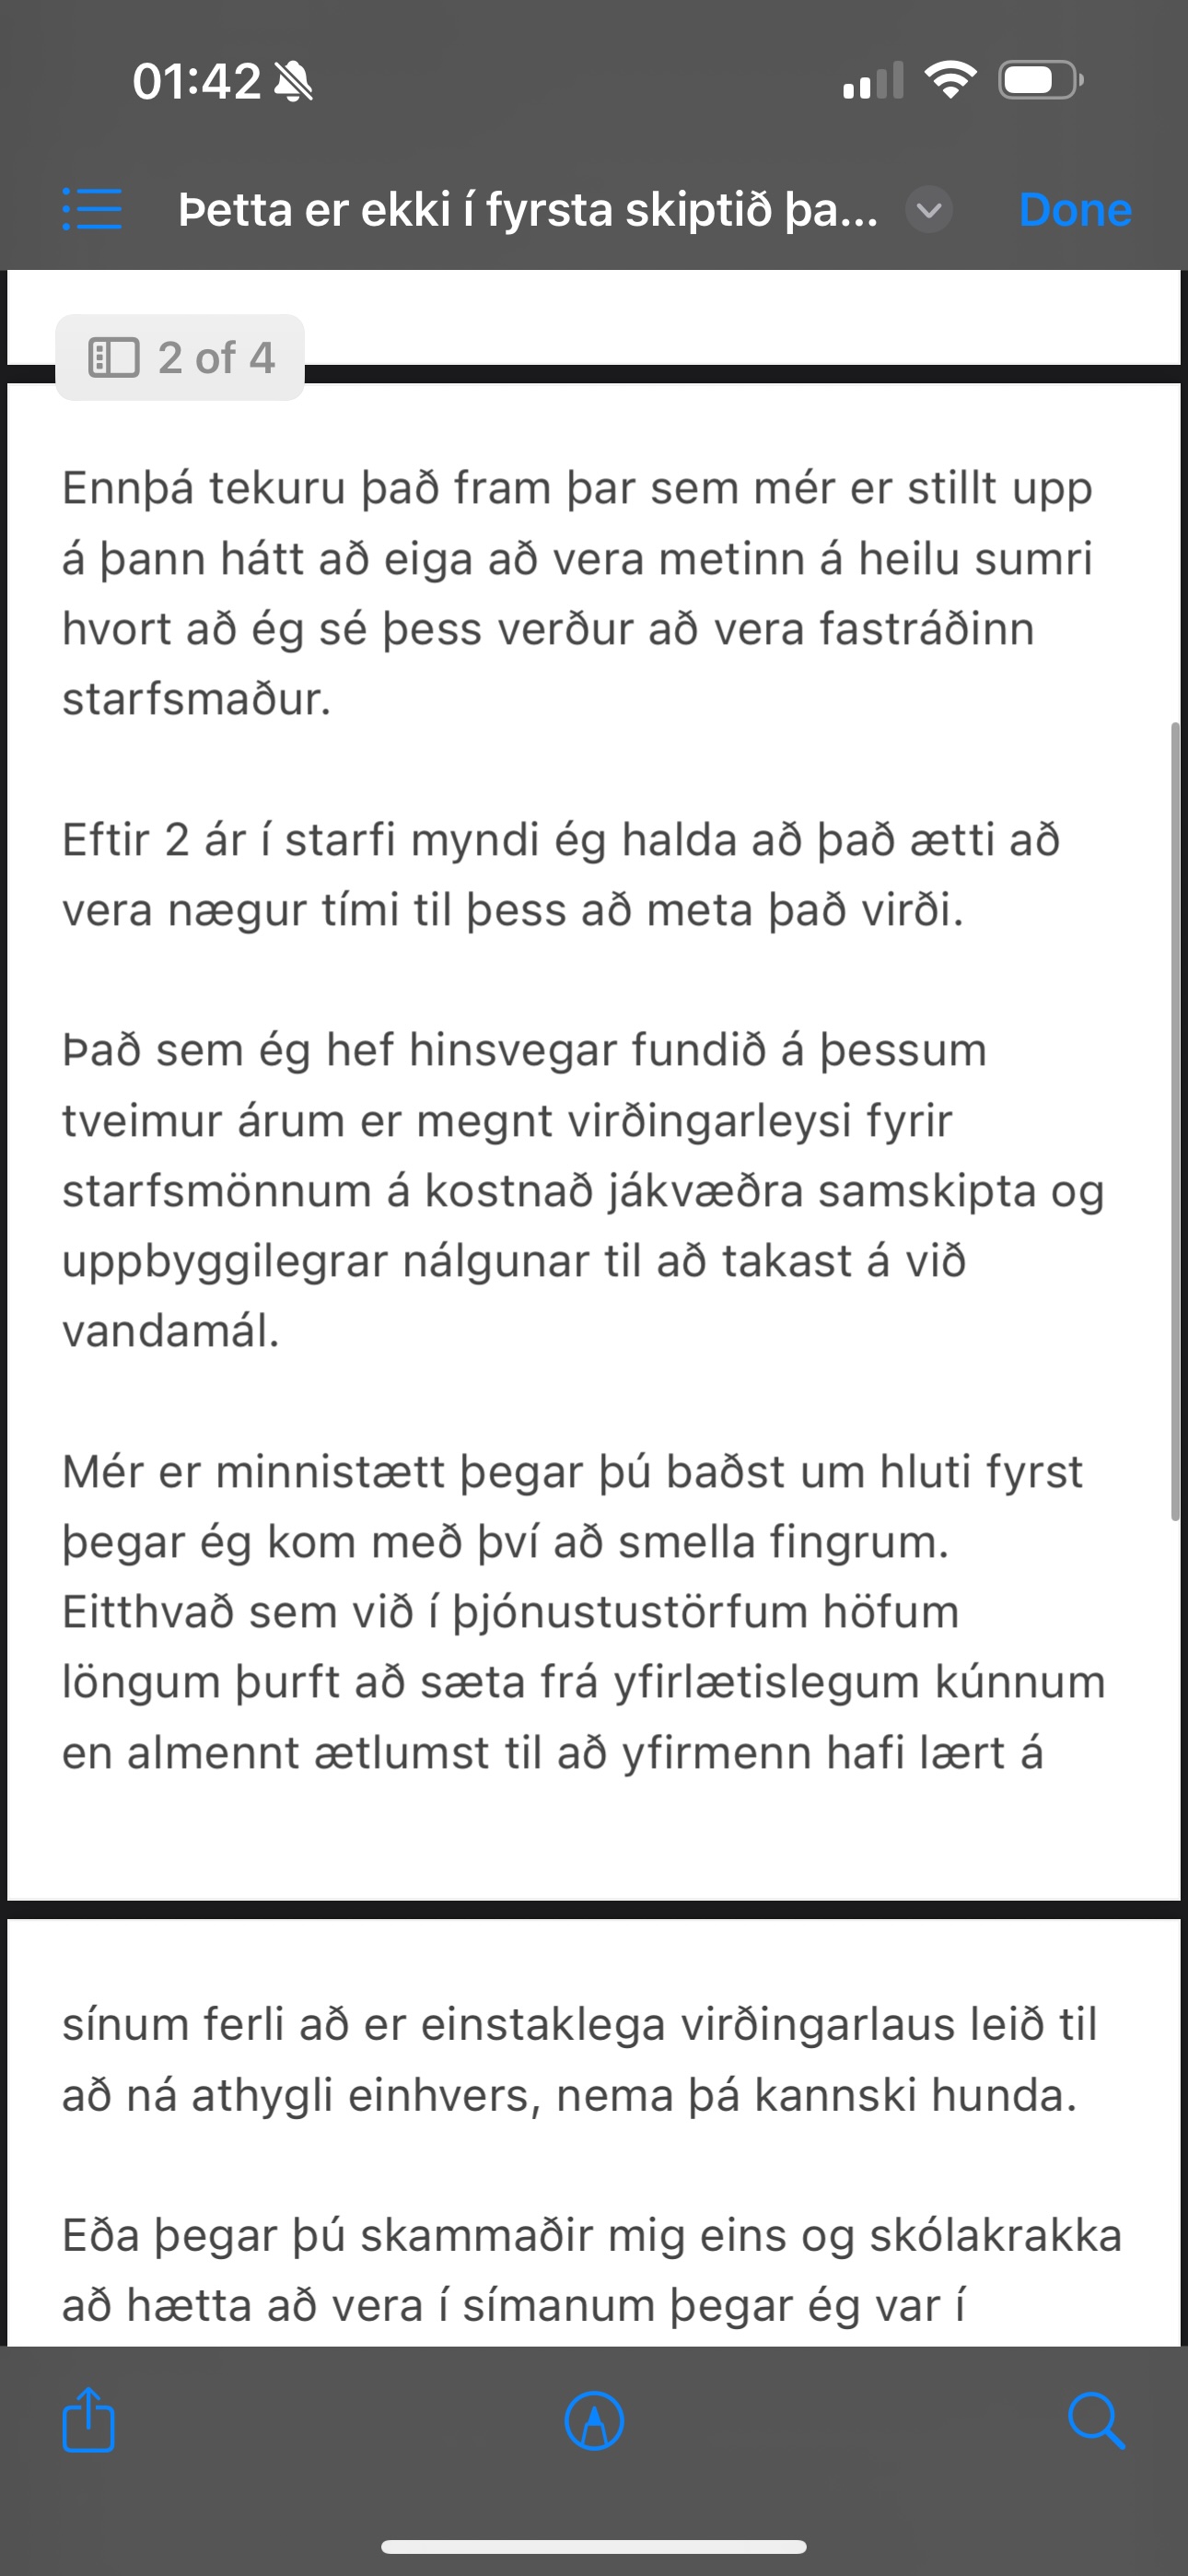 01:42
Þetta er ekki í fyrsta skiptið þa...
Done
2 of 4
Ennþá tekuru það fram þar sem mér er stillt upp
á þann hátt að eiga að vera metinn á heilu sumri
hvort að ég sé þess verður að vera fastráðinn
starfsmaður.
Eftir 2 ár í starfi myndi ég halda að það ætti að
vera nægur tími til þess að meta það virði.
Það sem ég hef hinsvegar fundið á þessum
tveimur árum er megnt virðingarleysi fyrir
starfsmönnum á kostnað jákvæðra samskipta og
uppbyggilegrar nálgunar til að takast á við
vandamál.
Mér er minnistætt þegar þú baðst um hluti fyrst
þegar ég kom með því að smella fingrum.
Eitthvað sem við í þjónustustörfum höfum
löngum þurft að sæta frá yfirlætislegum kúnnum
en almennt ætlumst til að yfirmenn hafi lært á
sínum ferli að er einstaklega virðingarlaus leið til
að ná athygli einhvers, nema þá kannski hunda.
Eða þegar þú skammaðir mig eins og skólakrakka
að hætta að vera í símanum þegar ég var í